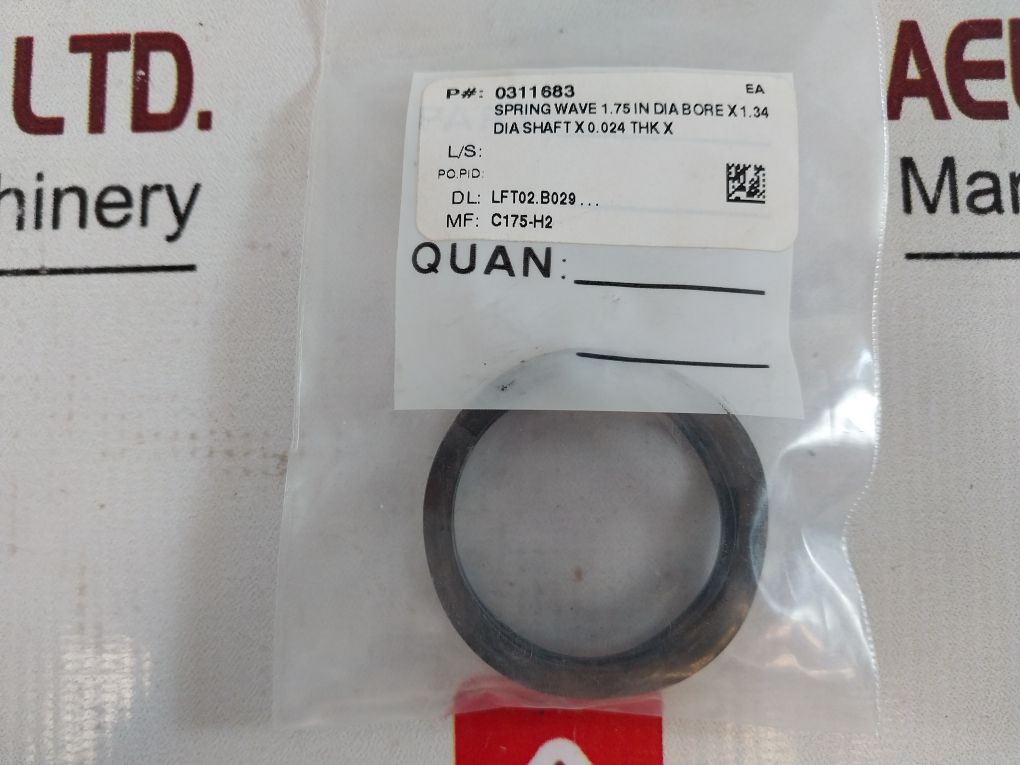 LTD.
AEU
hinery
Mar
P#: 0311683 EA
SPRING WAVE 1.75 IN DIA BORE X 1.34
DIA SHAFT X 0.024 THK X
L/S:
PO.PID:
DL: LFT02.B029...
MF: C175-H2
QUAN: